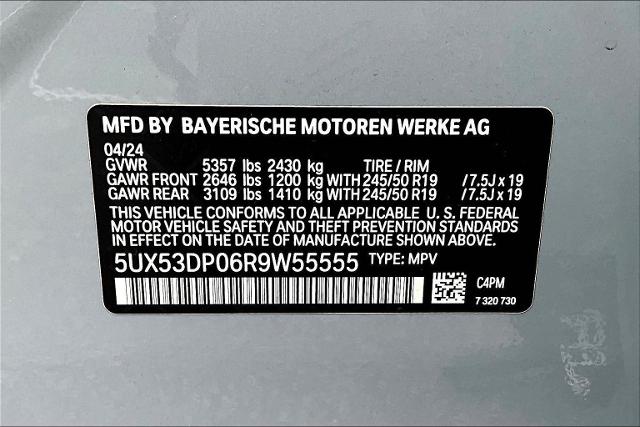 MFD BY BAYERISCHE MOTOREN WERKE AG
04/24
GVWR 5357 lbs 2430 kg TIRE / RIM
GAWR FRONT 2646 lbs 1200 kg WITH 245/50 R19 /7.5J x 19
GAWR REAR 3109 lbs 1410 kg WITH 245/50 R19 /7.5J x 19
THIS VEHICLE CONFORMS TO ALL APPLICABLE U. S. FEDERAL
MOTOR VEHICLE SAFETY AND THEFT PREVENTION STANDARDS
IN EFFECT ON THE DATE OF MANUFACTURE SHOWN ABOVE.
5UX53DP06R9W55555 TYPE: MPV
C4PM
7 320 730